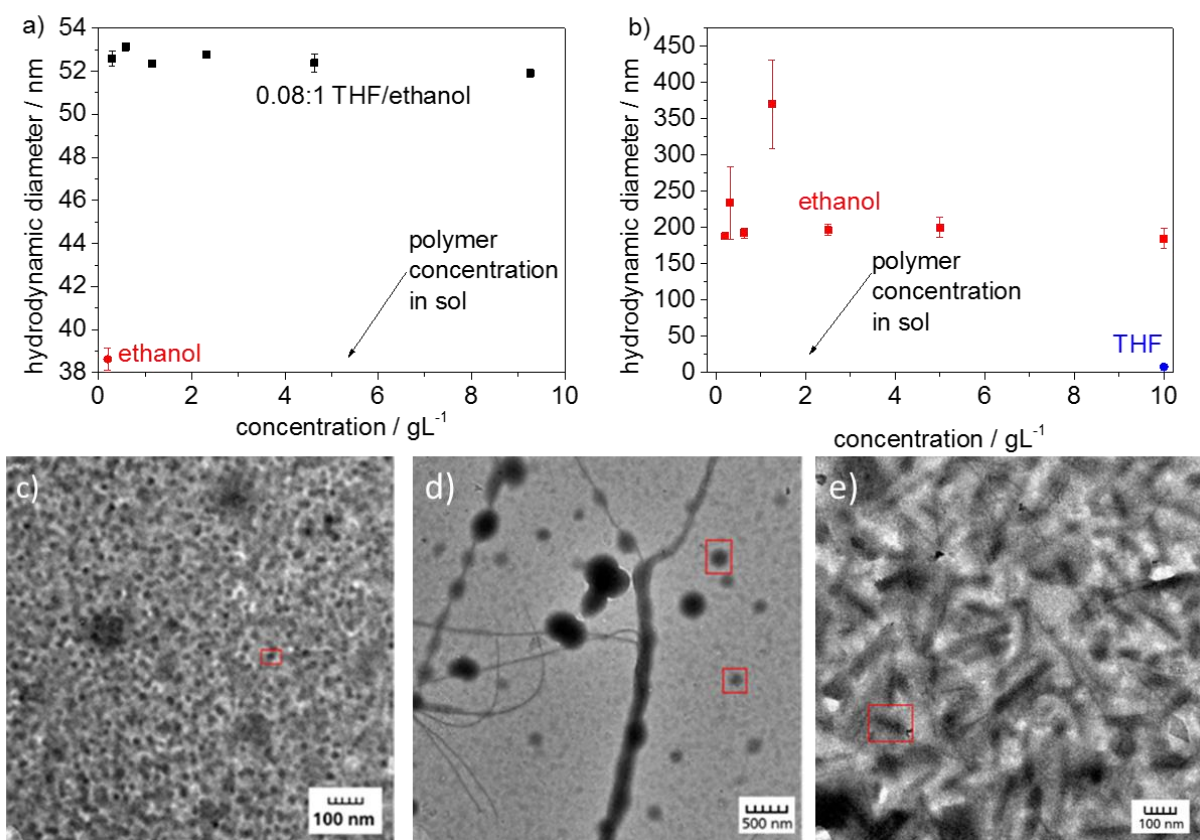 a)
54
52
50
48
46
44
42
40
38
hydrodynamic diameter / nm
0.08:1 THF/ethanol
polymer
concentration
in sol
ethanol
0 2 4 6 8 10
concentration / gL⁻¹
b)
450
400
350
300
250
200
150
100
50
0
hydrodynamic diameter / nm
ethanol
polymer
concentration
in sol
THF
0 2 4 6 8 10
concentration / gL⁻¹
c)
100 nm
d)
500 nm
e)
100 nm